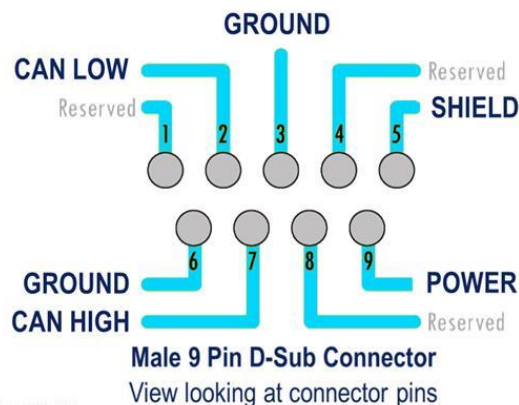 GROUND
CAN LOW
Reserved
Reserved
SHIELD
1 2 3 4 5
6 7 8 9
GROUND
POWER
CAN HIGH
Reserved
Male 9 Pin D-Sub Connector
View looking at connector pins